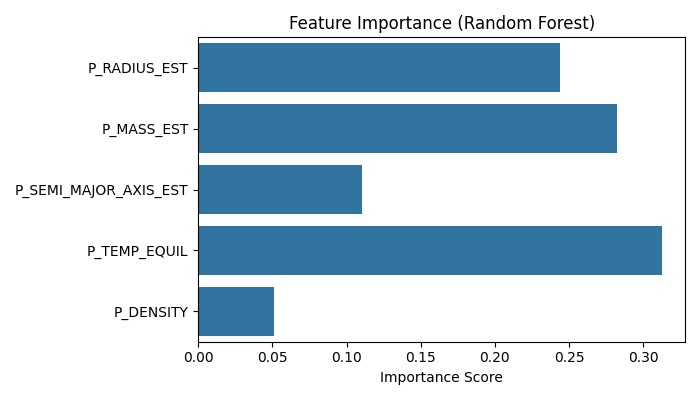 Feature Importance (Random Forest)
P_RADIUS_EST
P_MASS_EST
P_SEMI_MAJOR_AXIS_EST
P_TEMP_EQUIL
P_DENSITY
0.00 0.05 0.10 0.15 0.20 0.25 0.30
Importance Score